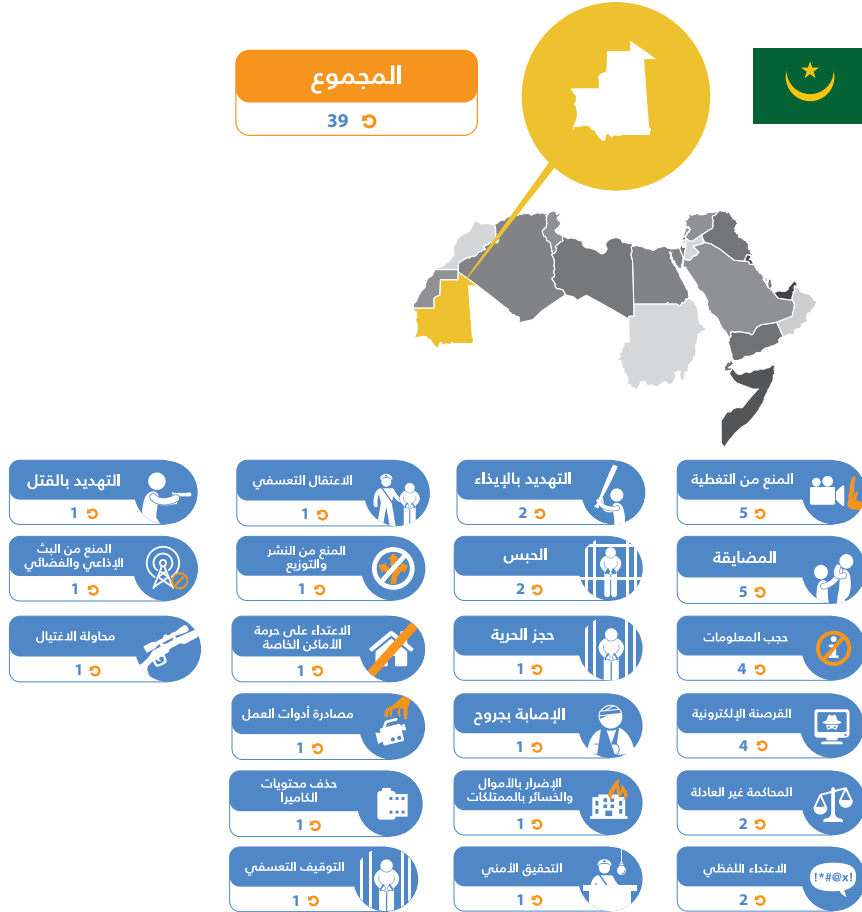 المجموع
39
المنع من التغطية
5
التهديد بالإيذاء
2
الاعتقال التعسفي
1
التهديد بالقتل
1
المضايقة
5
الحبس
2
المنع من النشر
والتوزيع
1
المنع من البث
الإذاعي والفضائي
1
حجب المعلومات
4
حجز الحرية
1
الاعتداء على حرمة
الأماكن الخاصة
1
محاولة الاغتيال
1
القرصنة الإلكترونية
4
الإصابة بجروح
1
مصادرة أدوات العمل
1
المحاكمة غير العادلة
2
الإضرار بالأموال
والخسائر بالممتلكات
1
حذف محتويات
الكاميرا
1
الاعتداء اللفظي
!*#@x!
2
التحقيق الأمني
1
التوقيف التعسفي
1